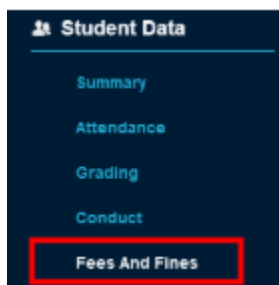 Student Data
Summary
Attendance
Grading
Conduct
Fees And Fines